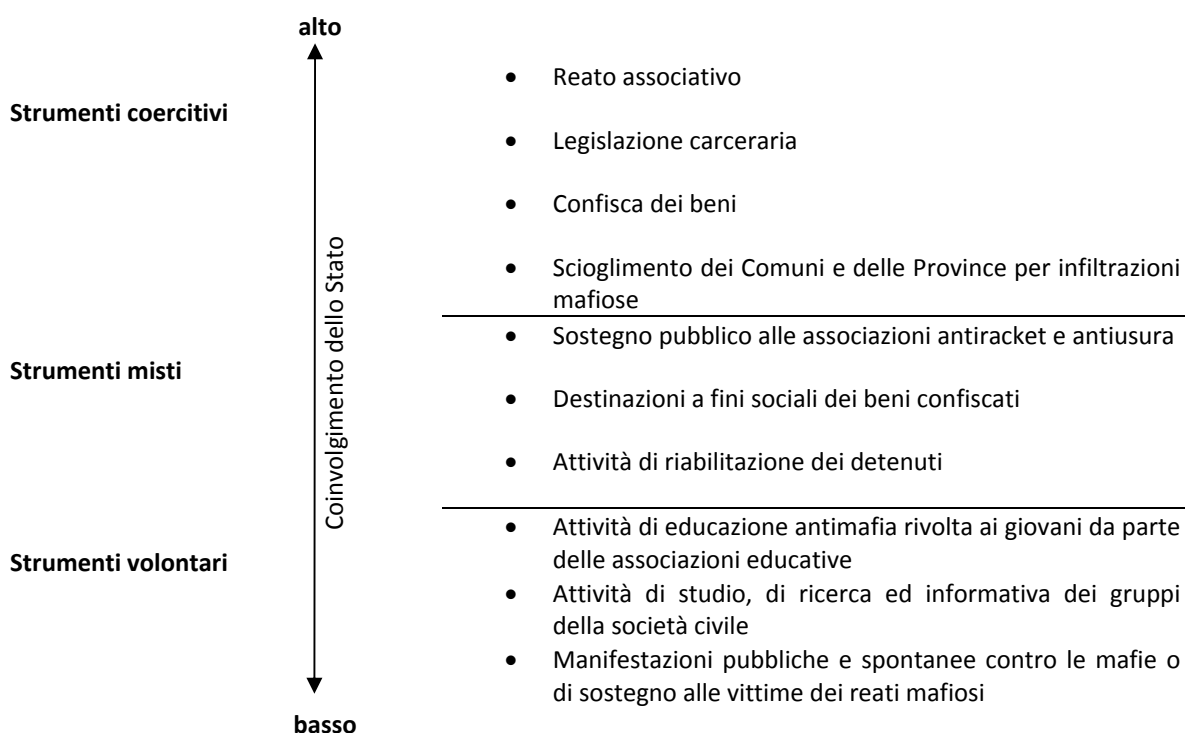 alto
Strumenti coercitivi
• Reato associativo
• Legislazione carceraria
• Confisca dei beni
• Scioglimento dei Comuni e delle Province per infiltrazioni
mafiose
Coinvolgimento dello Stato
Strumenti misti
• Sostegno pubblico alle associazioni antiracket e antiusura
• Destinazioni a fini sociali dei beni confiscati
• Attività di riabilitazione dei detenuti
Strumenti volontari
• Attività di educazione antimafia rivolta ai giovani da parte
delle associazioni educative
• Attività di studio, di ricerca ed informativa dei gruppi
della società civile
• Manifestazioni pubbliche e spontanee contro le mafie o
di sostegno alle vittime dei reati mafiosi
basso